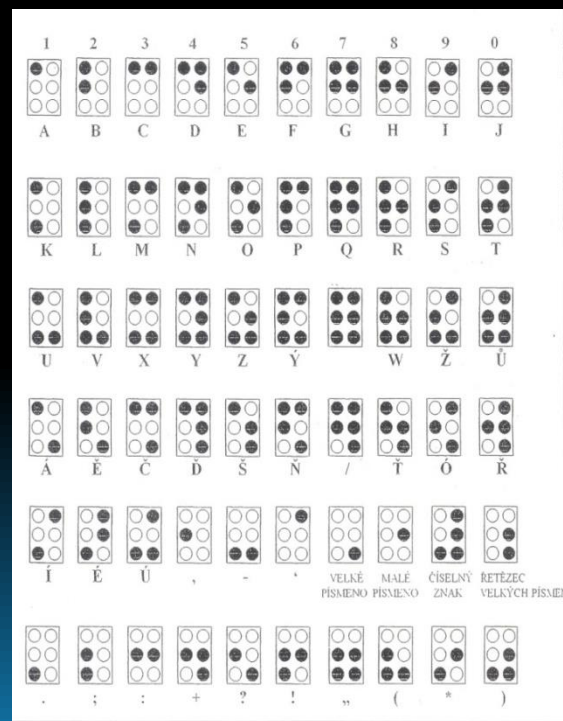 1 2 3 4 5 6 7 8 9 0
A B C D E F G H I J
K L M N O P Q R S T
U V X Y Z Ý W Ž Ů
Á Ě Č Ď Š Ň / Ť Ó Ř
Í É Ú , - ‘ VELKÉ PÍSMENO MALÉ PÍSMENO ČÍSELNÝ ZNAK ŘETĚZEC VELKÝCH PÍSMEN
. ; : + ? ! „ ( * )